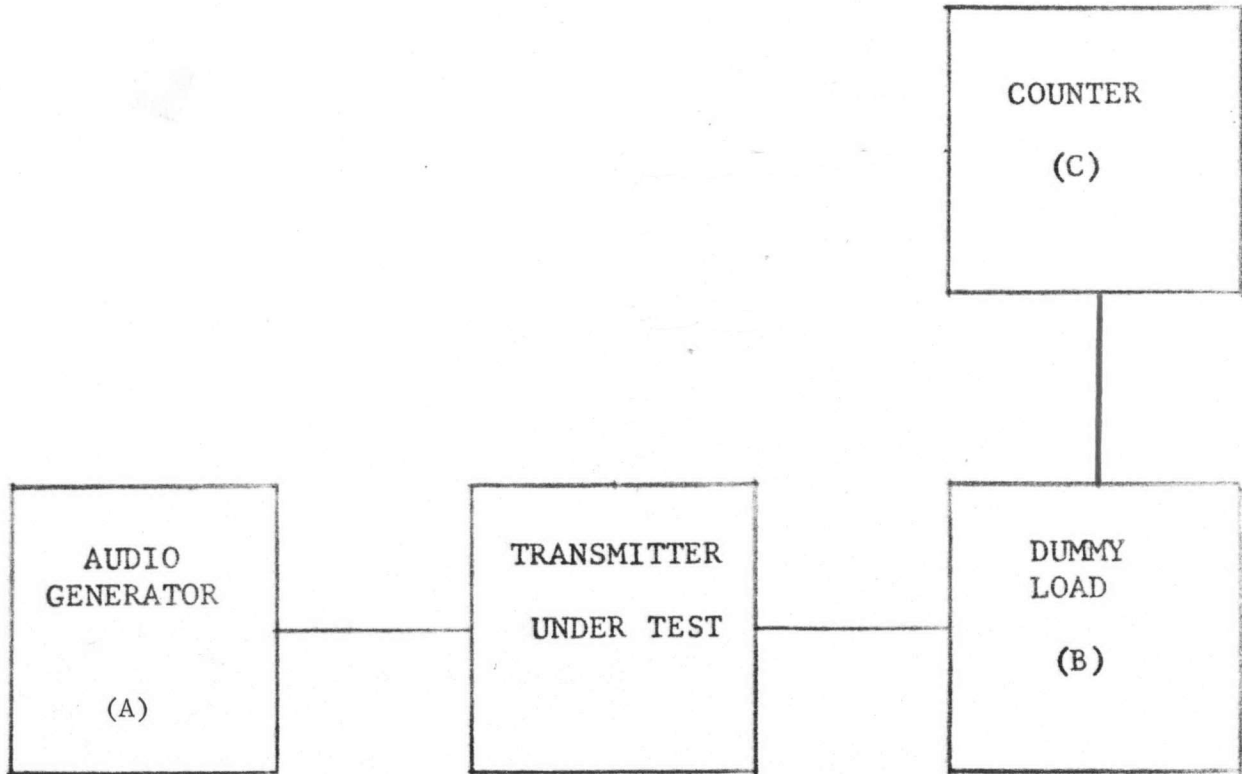 COUNTER
(C)
AUDIO
GENERATOR
(A)
TRANSMITTER
UNDER TEST
DUMMY
LOAD
(B)